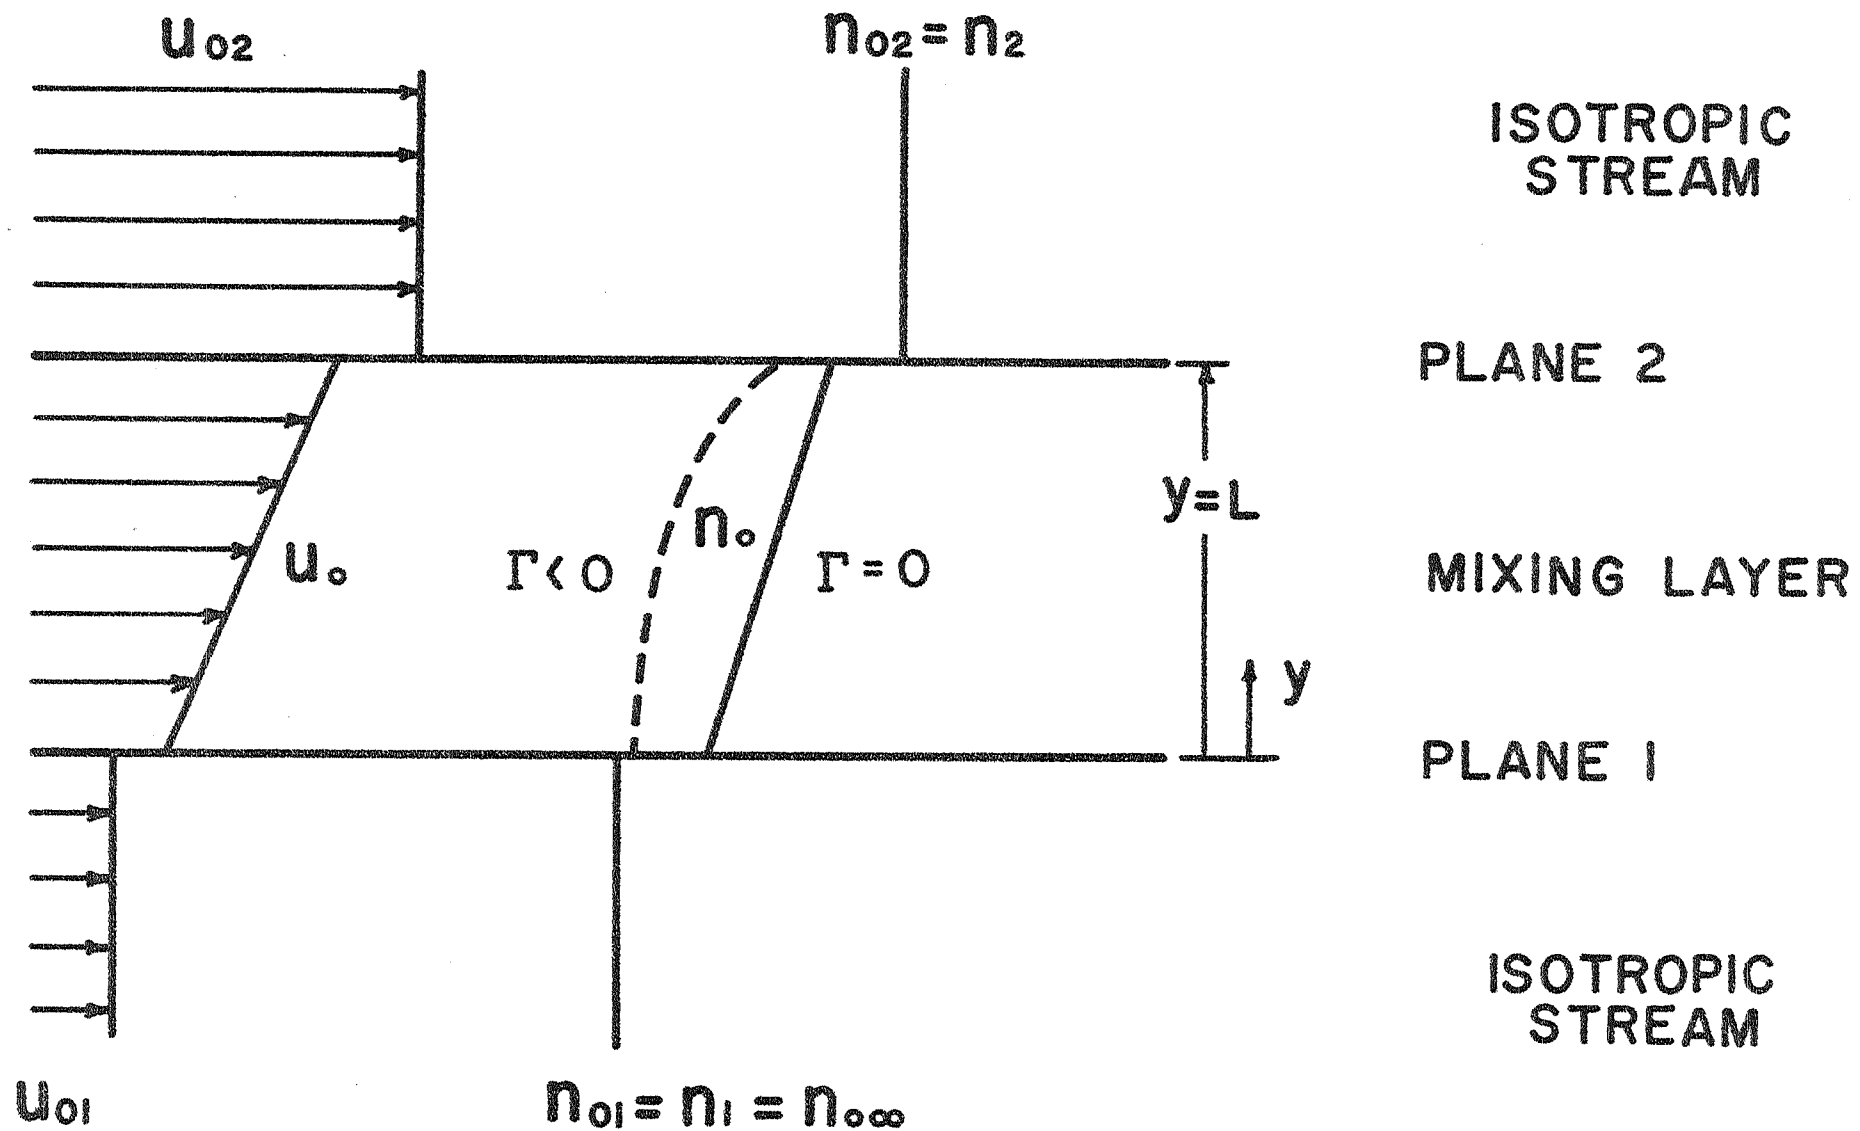 u₀₂
n₀₂ = n₂
ISOTROPIC
STREAM
PLANE 2
y = L
n₀
u₀
Γ < 0
Γ = 0
MIXING LAYER
y
PLANE 1
ISOTROPIC
STREAM
u₀₁
n₀₁ = n₁ = n₀∞